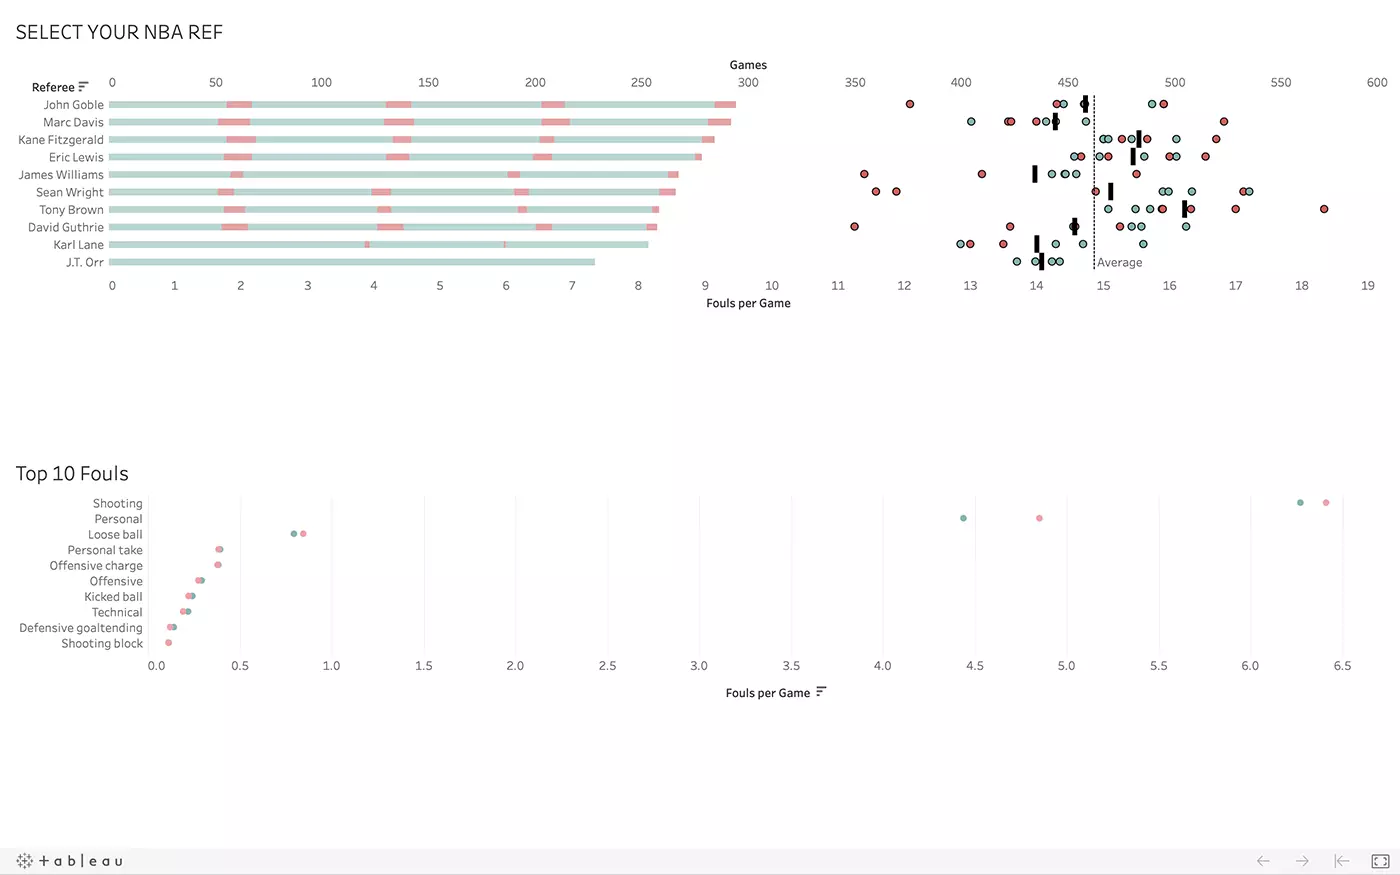 SELECT YOUR NBA REF
Games
Referee
0 50 100 150 200 250 300 350 400 450 500 550 600
John Goble
Marc Davis
Kane Fitzgerald
Eric Lewis
James Williams
Sean Wright
Tony Brown
David Guthrie
Karl Lane
J.T. Orr
Average
0 1 2 3 4 5 6 7 8 9 10 11 12 13 14 15 16 17 18 19
Fouls per Game
Top 10 Fouls
Shooting
Personal
Loose ball
Personal take
Offensive charge
Offensive
Kicked ball
Technical
Defensive goaltending
Shooting block
0.0 0.5 1.0 1.5 2.0 2.5 3.0 3.5 4.0 4.5 5.0 5.5 6.0 6.5
Fouls per Game
+ableau